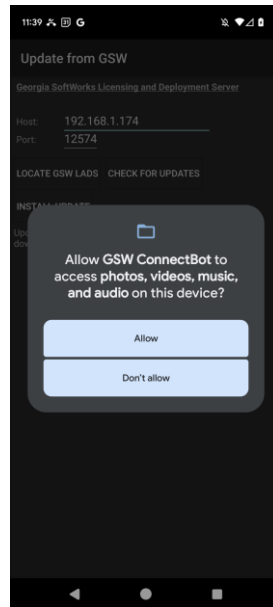 11:39 31 G
Update from GSW
Georgia SoftWorks Licensing and Deployment Server
Host: 192.168.1.174
Port: 12574
LOCATE GSW LADS CHECK FOR UPDATES
Allow GSW ConnectBot to
access photos, videos, music,
and audio on this device?
Allow
Don't allow